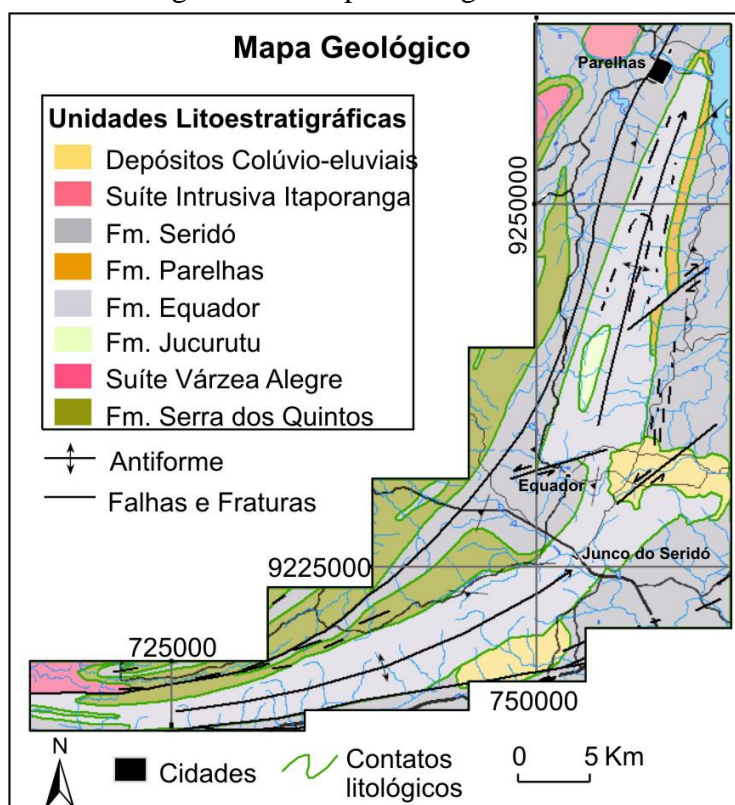 Mapa Geológico
Parelhas
Unidades Litoestratigráficas
Depósitos Colúvio-eluviais
Suíte Intrusiva Itaporanga
Fm. Seridó
Fm. Parelhas
Fm. Equador
Fm. Jucurutu
Suíte Várzea Alegre
Fm. Serra dos Quintos
Antiforme
Falhas e Fraturas
9250000
Equador
Junco do Seridó
9225000
725000
750000
N
Cidades
Contatos
litológicos
0 5 Km